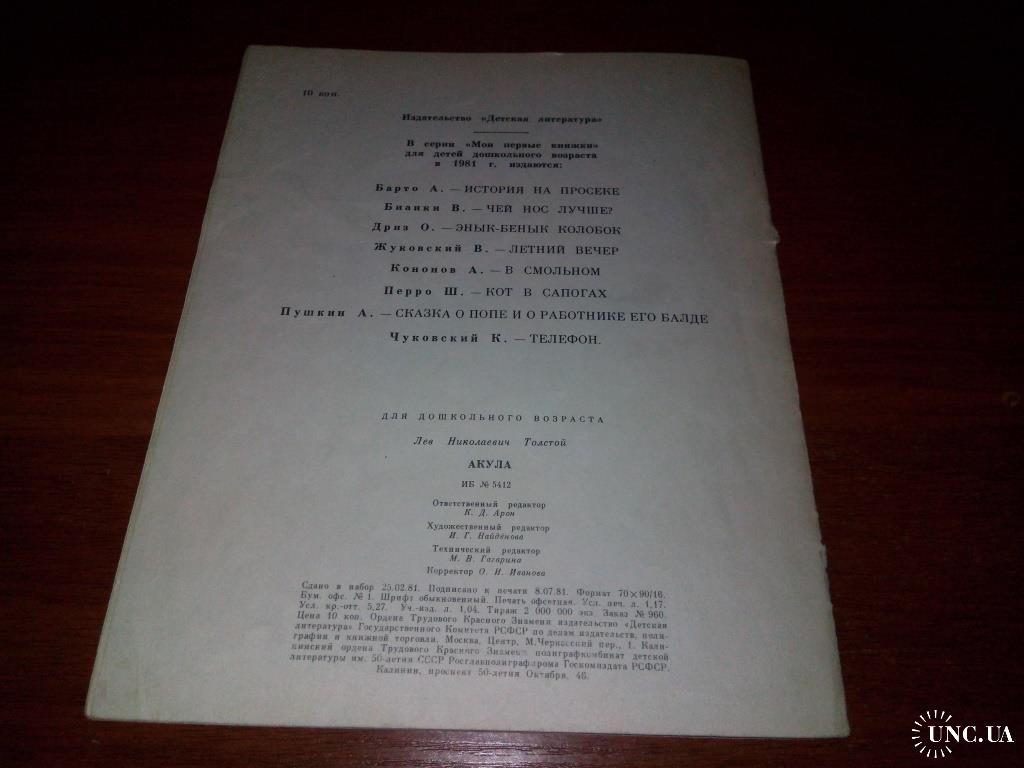 10 коп.
Издательство «Детская литература»
В серии «Мои первые книжки»
для детей дошкольного возраста
в 1981 г. издаются:
Барто А. — ИСТОРИЯ НА ПРОСЕКЕ
Бианки В. — ЧЕЙ НОС ЛУЧШЕ?
Дриз О. — ЭНЫК-БЕНЫК КОЛОБОК
Жуковский В. — ЛЕТНИЙ ВЕЧЕР
Кононов А. — В СМОЛЬНОМ
Перро Ш. — КОТ В САПОГАХ
Пушкин А. — СКАЗКА О ПОПЕ И О РАБОТНИКЕ ЕГО БАЛДЕ
Чуковский К. — ТЕЛЕФОН.
ДЛЯ ДОШКОЛЬНОГО ВОЗРАСТА
Лев Николаевич Толстой
АКУЛА
ИБ № 5412
Ответственный редактор
К. Д. Арон
Художественный редактор
И. Г. Найдёнова
Технический редактор
М. В. Гагарина
Корректор О. И. Иванова
Сдано в набор 25.02.81. Подписано к печати 8.07.81. Формат 70×90/16.
Бум. офс. № 1. Шрифт обыкновенный. Печать офсетная. Усл. печ. л. 1,17.
Усл. кр.-отт. 5,27. Уч.-изд. л. 1,04. Тираж 2 000 000 экз. Заказ № 960.
Цена 10 коп. Ордена Трудового Красного Знамени издательство «Детская
литература» Государственного Комитета РСФСР по делам издательств, поли-
графии и книжной торговли. Москва, Центр, М. Черкасский пер., 1. Кали-
нинский ордена Трудового Красного Знамени полиграфкомбинат детской
литературы им. 50-летия СССР Росглавполиграфпрома Госкомиздата РСФСР.
Калинин, проспект 50-летия Октября, 46.
UNC.UA